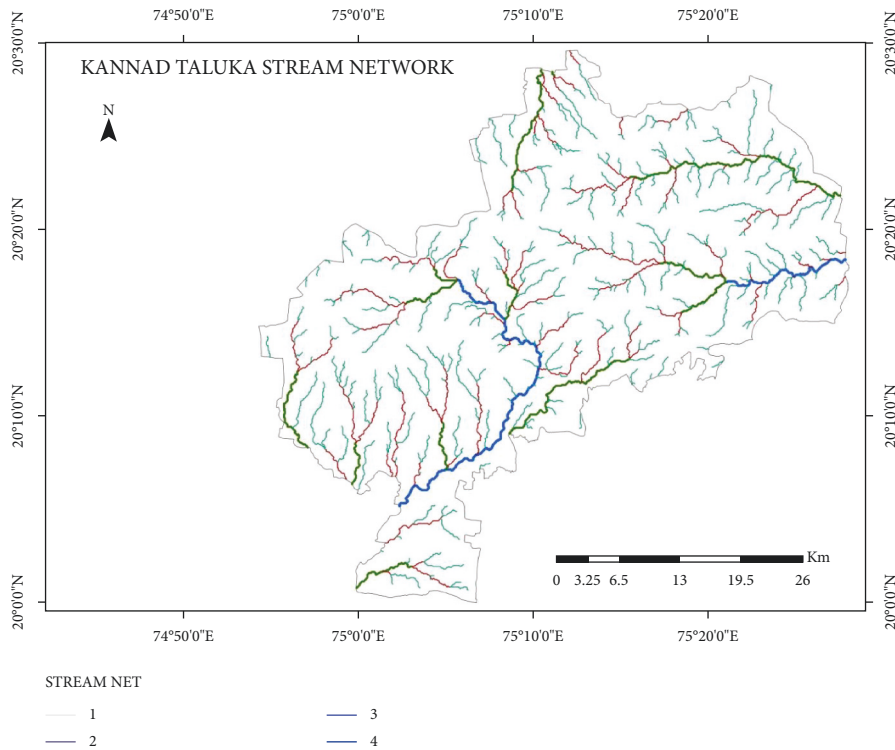 74°50'0"E 75°0'0"E 75°10'0"E 75°20'0"E
20°30'0"N 20°30'0"N
KANNAD TALUKA STREAM NETWORK
N
20°20'0"N 20°20'0"N
20°10'0"N 20°10'0"N
Km
0 3.25 6.5 13 19.5 26
20°0'0"N 20°0'0"N
74°50'0"E 75°0'0"E 75°10'0"E 75°20'0"E
STREAM NET
1 3
2 4